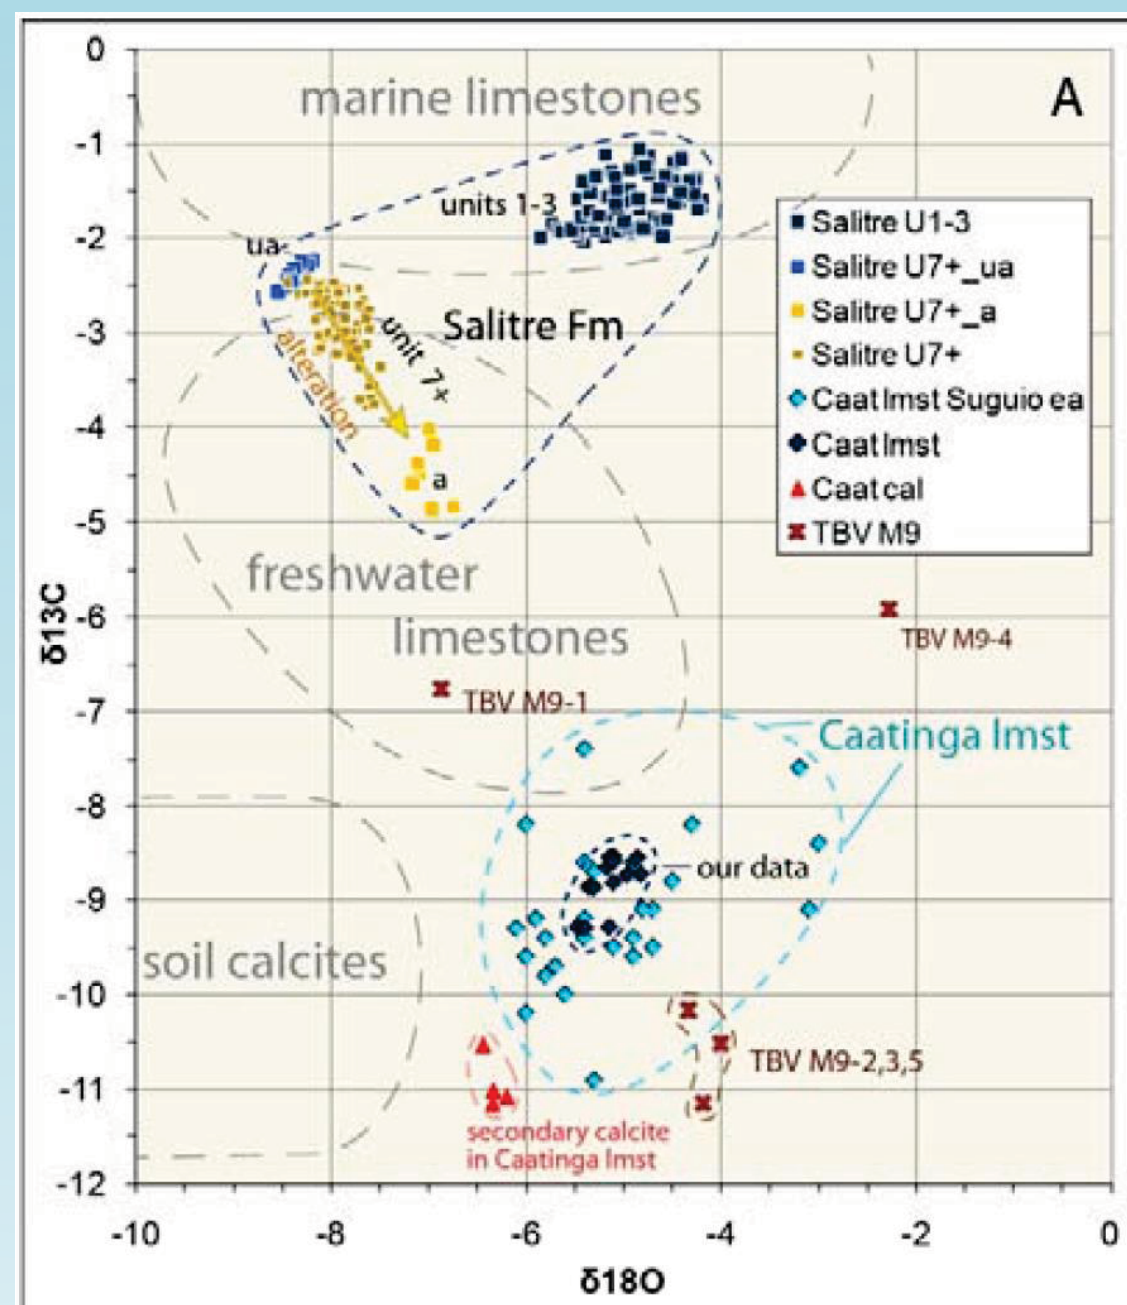 A
marine limestones
units 1-3
ua
Salitre Fm
unit 7+
alteration
a
freshwater
limestones
Salitre U1-3
Salitre U7+_ua
Salitre U7+_a
Salitre U7+
Caat lmst Suguio ea
Caat lmst
Caat cal
TBV M9
TBV M9-4
TBV M9-1
Caatinga lmst
our data
soil calcites
TBV M9-2,3,5
secondary calcite
in Caatinga lmst
δ13C
0
-1
-2
-3
-4
-5
-6
-7
-8
-9
-10
-11
-12
-10
-8
-6
-4
-2
0
δ18O